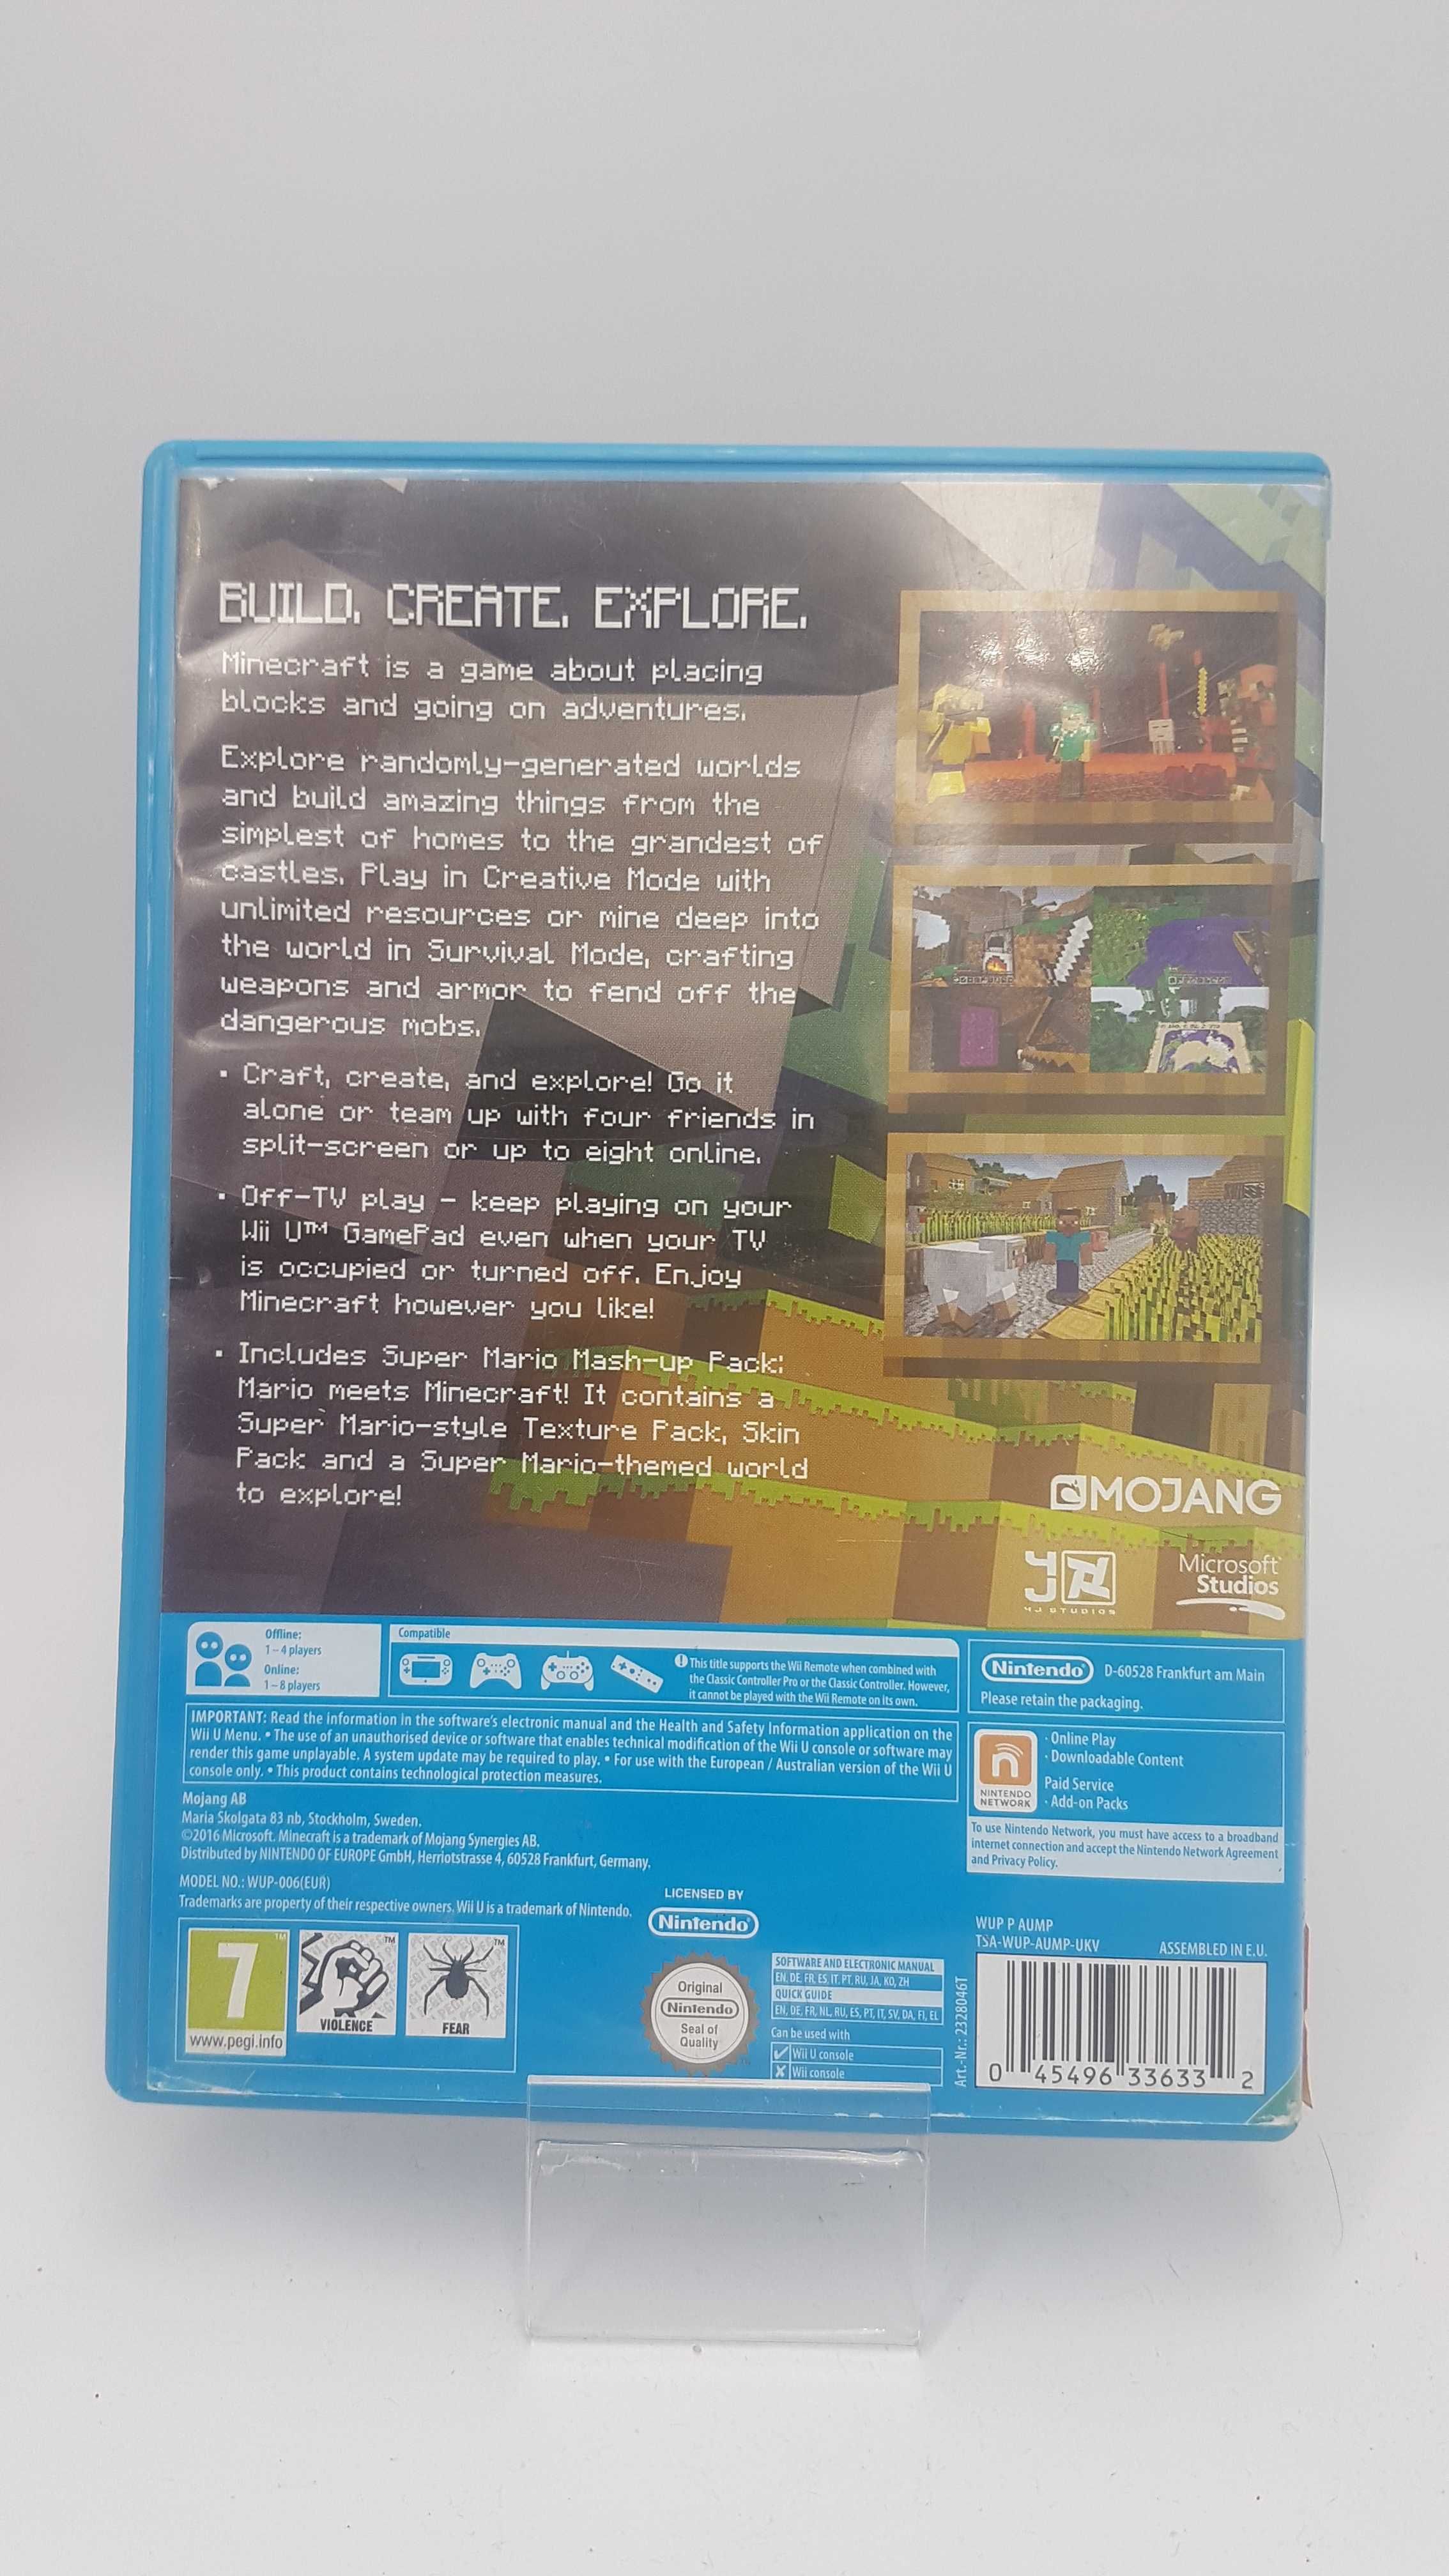 BUILD. CREATE. EXPLORE.
Minecraft is a game about placing
blocks and going on adventures.
Explore randomly-generated worlds
and build amazing things from the
simplest of homes to the grandest of
castles. Play in Creative Mode with
unlimited resources or mine deep into
the world in Survival Mode, crafting
weapons and armor to fend off the
dangerous mobs.
· Craft, create, and explore! Go it
alone or team up with four friends in
split-screen or up to eight online.
· Off-TV play – keep playing on your
Wii U™ GamePad even when your TV
is occupied or turned off. Enjoy
Minecraft however you like!
· Includes Super Mario Mash-up Pack:
Mario meets Minecraft! It contains a
Super Mario-style Texture Pack, Skin
Pack and a Super Mario-themed world
to explore!
MOJANG
4J STUDIOS
Microsoft
Studios
Offline:
1–4 players
Online:
1–8 players
Compatible
This title supports the Wii Remote when combined with
the Classic Controller Pro or the Classic Controller. However,
it cannot be played with the Wii Remote on its own.
Nintendo D-60528 Frankfurt am Main
Please retain the packaging.
IMPORTANT: Read the information in the software's electronic manual and the Health and Safety Information application on the
Wii U Menu. • The use of an unauthorised device or software that enables technical modification of the Wii U console or software may
render this game unplayable. A system update may be required to play. • For use with the European / Australian version of the Wii U
console only. • This product contains technological protection measures.
NINTENDO
NETWORK
· Online Play
· Downloadable Content
Paid Service
· Add-on Packs
To use Nintendo Network, you must have access to a broadband
internet connection and accept the Nintendo Network Agreement
and Privacy Policy.
Mojang AB
Maria Skolgata 83 nb, Stockholm, Sweden.
©2016 Microsoft. Minecraft is a trademark of Mojang Synergies AB.
Distributed by NINTENDO OF EUROPE GmbH, Herriotstrasse 4, 60528 Frankfurt, Germany.
MODEL NO.: WUP-006(EUR)
Trademarks are property of their respective owners. Wii U is a trademark of Nintendo.
LICENSED BY
Nintendo
7
www.pegi.info
VIOLENCE
FEAR
Original
Nintendo
Seal of
Quality
SOFTWARE AND ELECTRONIC MANUAL
EN, DE, FR, ES, IT, PT, RU, JA, KO, ZH
QUICK GUIDE
EN, DE, FR, NL, RU, ES, PT, IT, SV, DA, FI, EL
Can be used with
Wii U console
Wii console
Art.-Nr.: 2328046T
WUP P AUMP
TSA-WUP-AUMP-UKV
ASSEMBLED IN E.U.
0 45496 33633 2